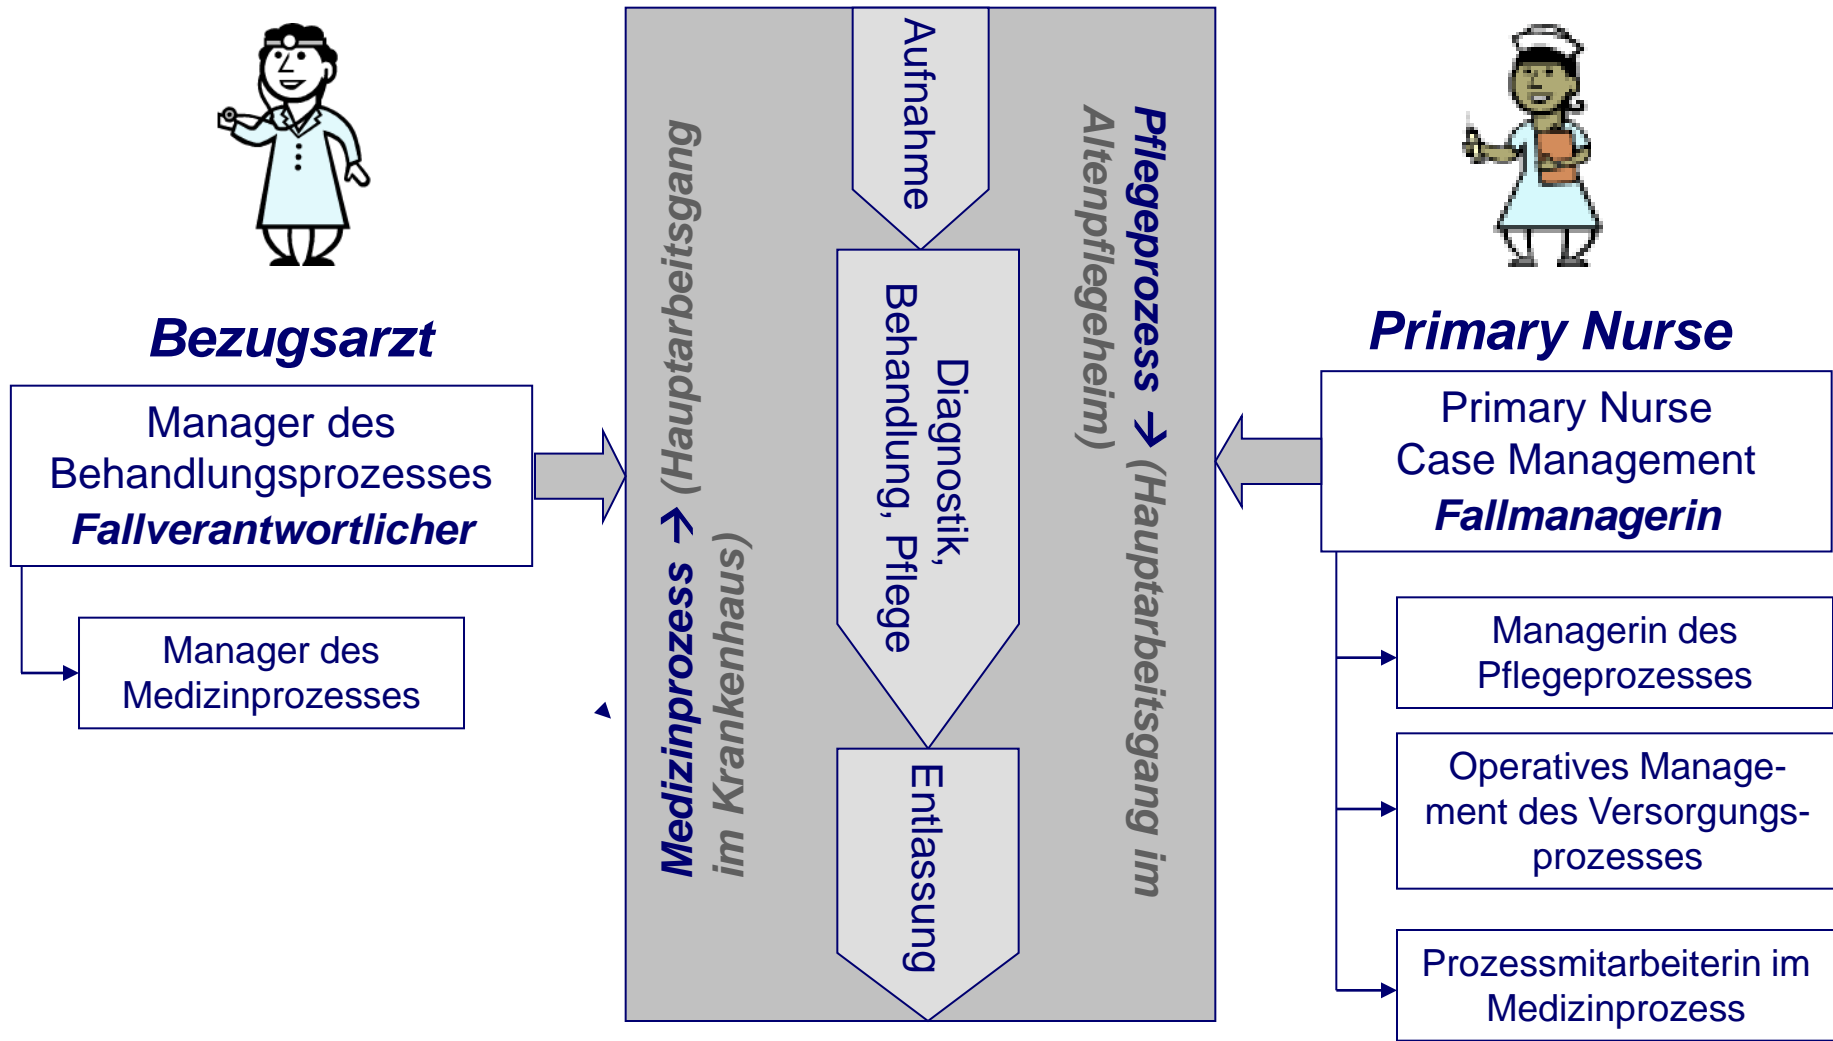 Bezugsarzt
Manager des
Behandlungsprozesses
Fallverantwortlicher
Manager des
Medizinprozesses
Medizinprozess → (Hauptarbeitsgang
im Krankenhaus)
Aufnahme
Diagnostik,
Behandlung, Pflege
Entlassung
Pflegeprozess → (Hauptarbeitsgang im
Altenpflegeheim)
Primary Nurse
Primary Nurse
Case Management
Fallmanagerin
Managerin des
Pflegeprozesses
Operatives Manage-
ment des Versorgungs-
prozesses
Prozessmitarbeiterin im
Medizinprozess